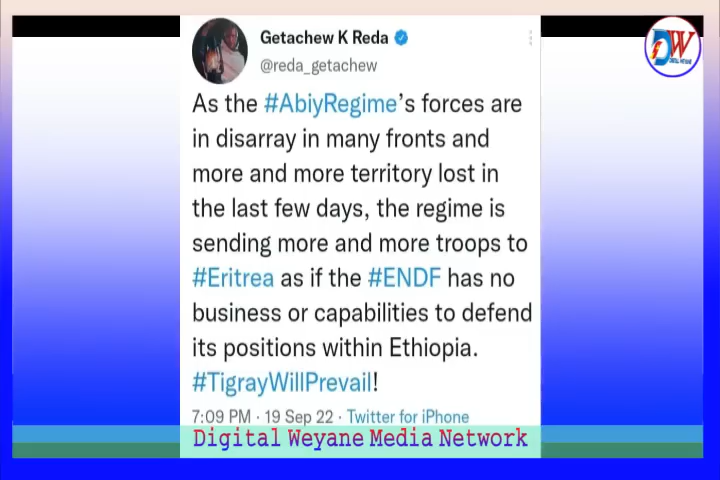 Getachew K Reda
@reda_getachew
As the #AbiyRegime's forces are
in disarray in many fronts and
more and more territory lost in
the last few days, the regime is
sending more and more troops to
#Eritrea as if the #ENDF has no
business or capabilities to defend
its positions within Ethiopia.
#TigrayWillPrevail!
7:09 PM · 19 Sep 22 · Twitter for iPhone
Digital Weyane Media Network
DW
DIGITAL WEYANE